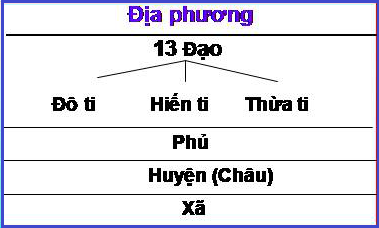 Địa phương
13 Đạo
Đô ti Hiến ti Thừa ti
Phủ
Huyện (Châu)
Xã